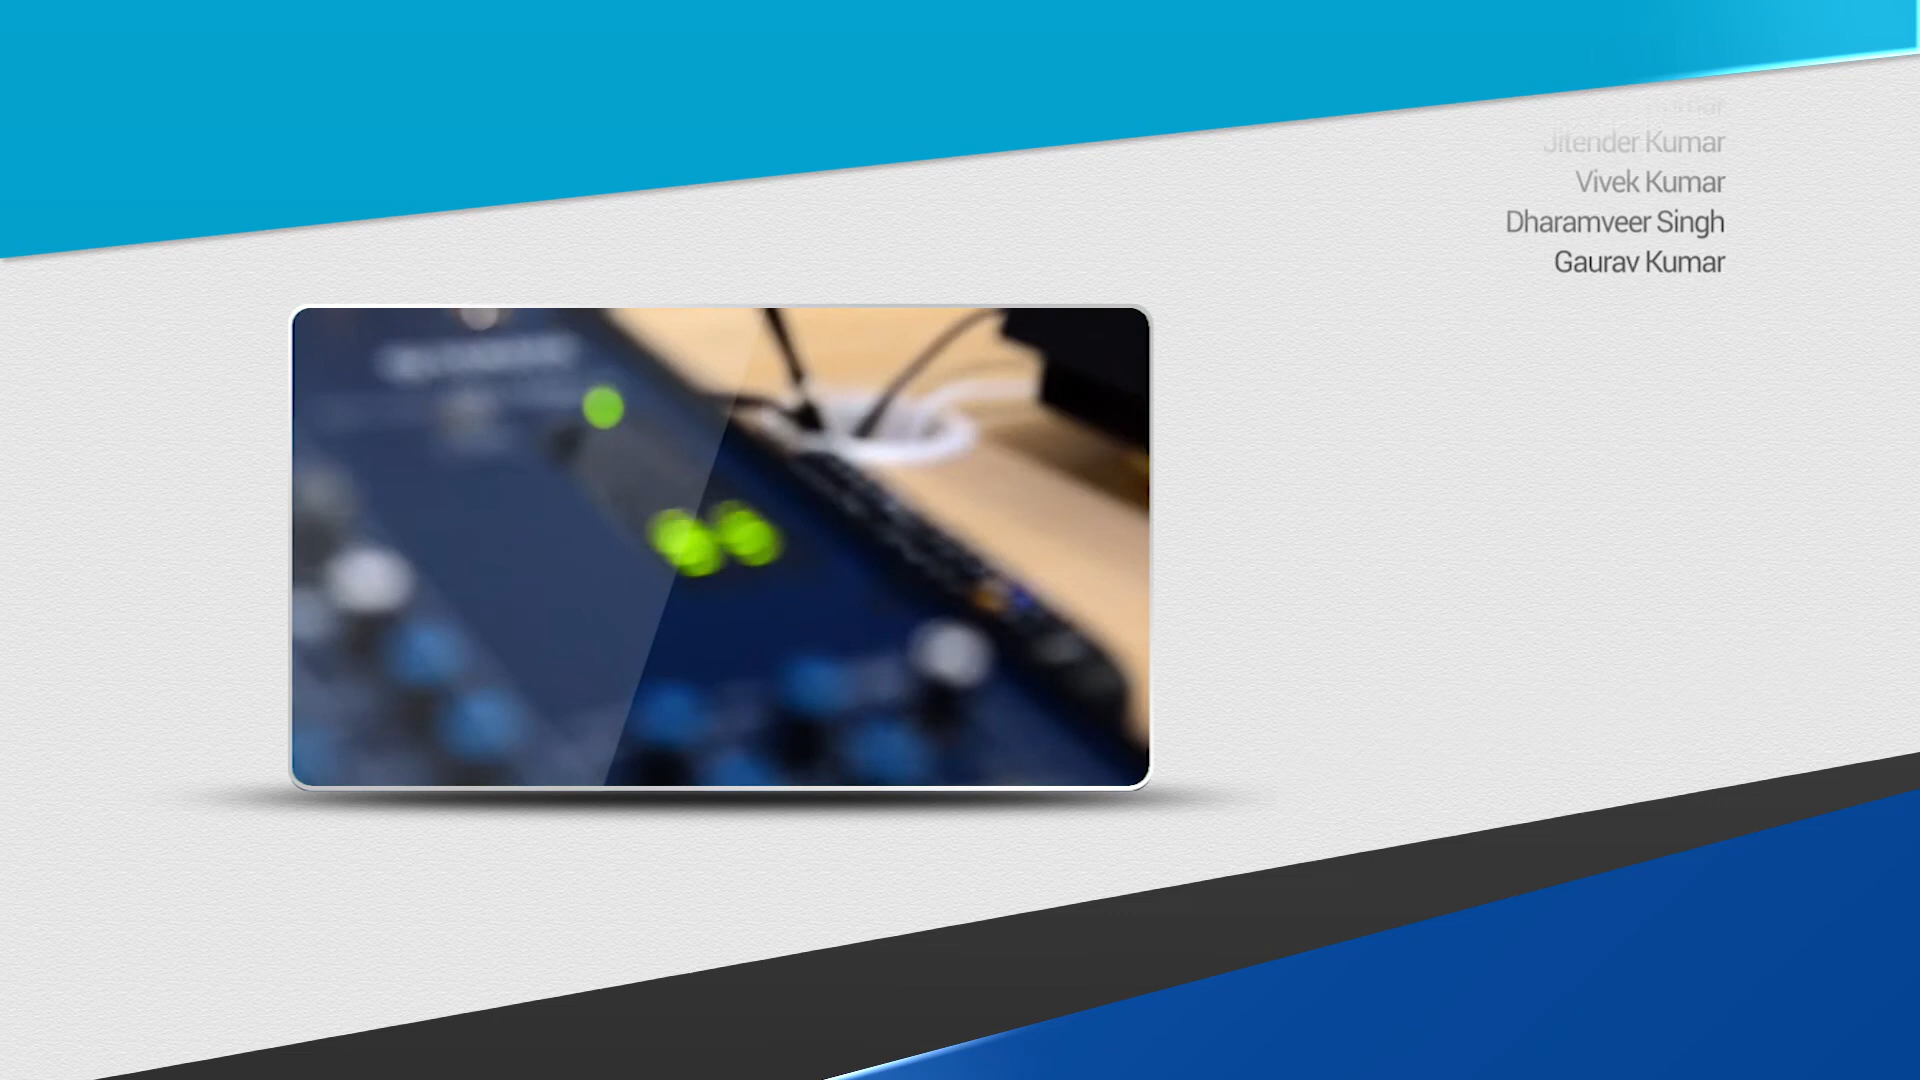 Jitender Kumar
Vivek Kumar
Dharamveer Singh
Gaurav Kumar